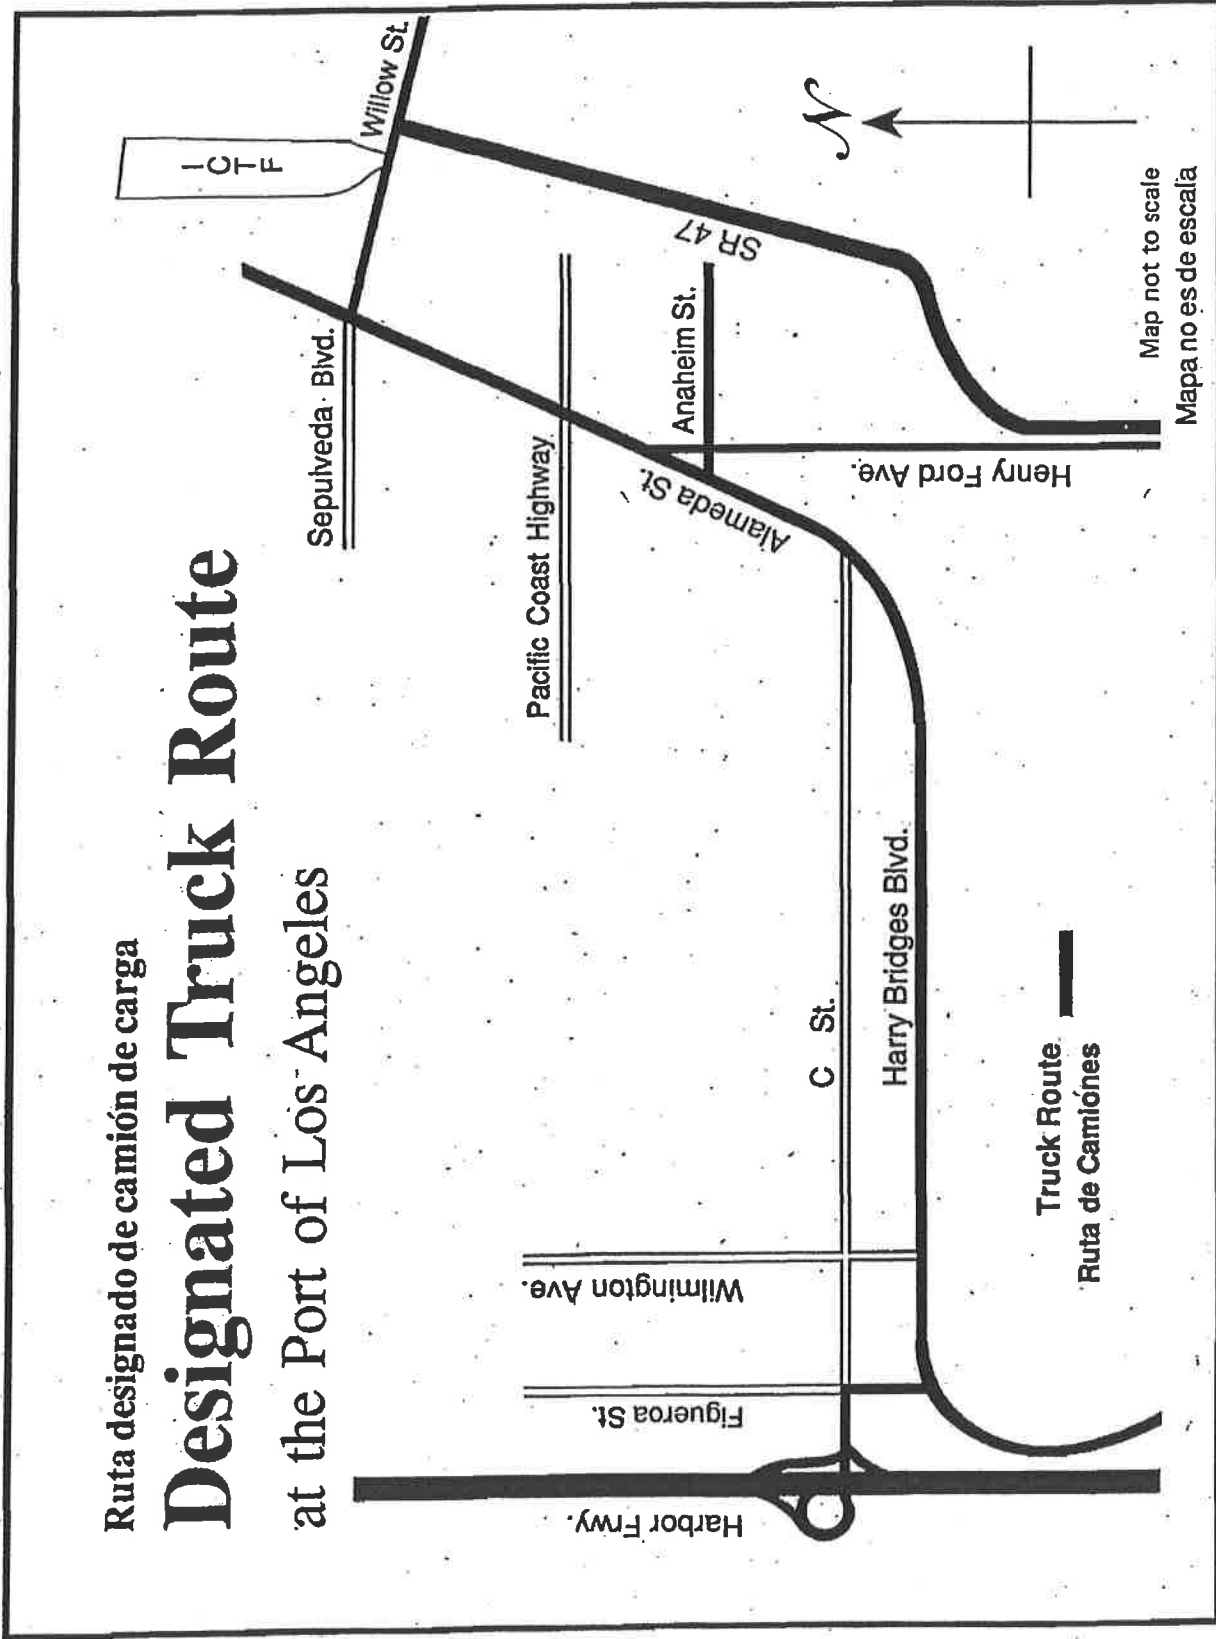 Ruta designado de camión de carga
Designated Truck Route
at the Port of Los Angeles
I
C
T
F
Willow St.
Sepulveda Blvd.
Pacific Coast Highway
SR 47
Anaheim St.
Alameda St.
Henry Ford Ave.
Harbor Frwy.
Figueroa St.
Wilmington Ave.
C St.
Harry Bridges Blvd.
N
Truck Route
Ruta de Camiónes
Map not to scale
Mapa no es de escala